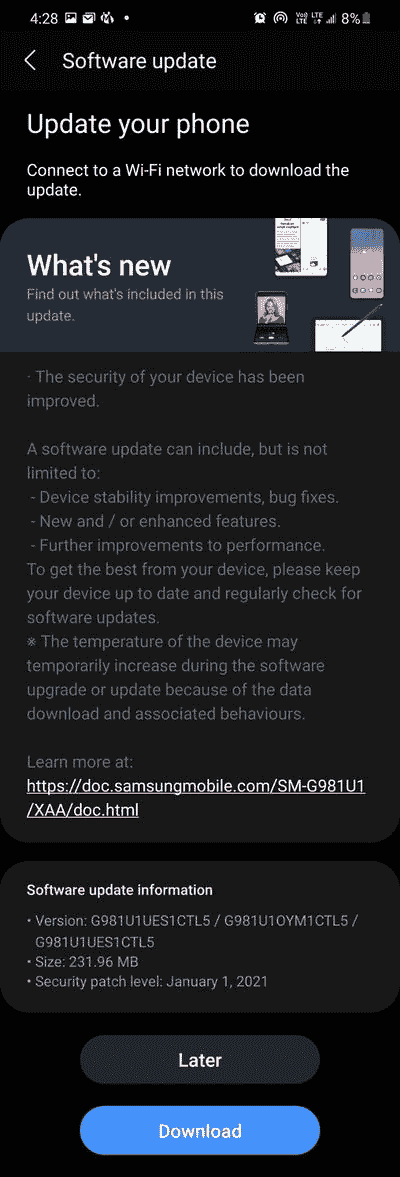 4:28
Vo)) LTE
LTE 8%
Software update
Update your phone
Connect to a Wi-Fi network to download the
update.
What's new
Find out what's included in this
update.
· The security of your device has been
improved.
A software update can include, but is not
limited to:
- Device stability improvements, bug fixes.
- New and / or enhanced features.
- Further improvements to performance.
To get the best from your device, please keep
your device up to date and regularly check for
software updates.
※ The temperature of the device may
temporarily increase during the software
upgrade or update because of the data
download and associated behaviours.
Learn more at:
https://doc.samsungmobile.com/SM-G981U1
/XAA/doc.html
Software update information
• Version: G981U1UES1CTL5 / G981U1OYM1CTL5 /
G981U1UES1CTL5
• Size: 231.96 MB
• Security patch level: January 1, 2021
Later
Download